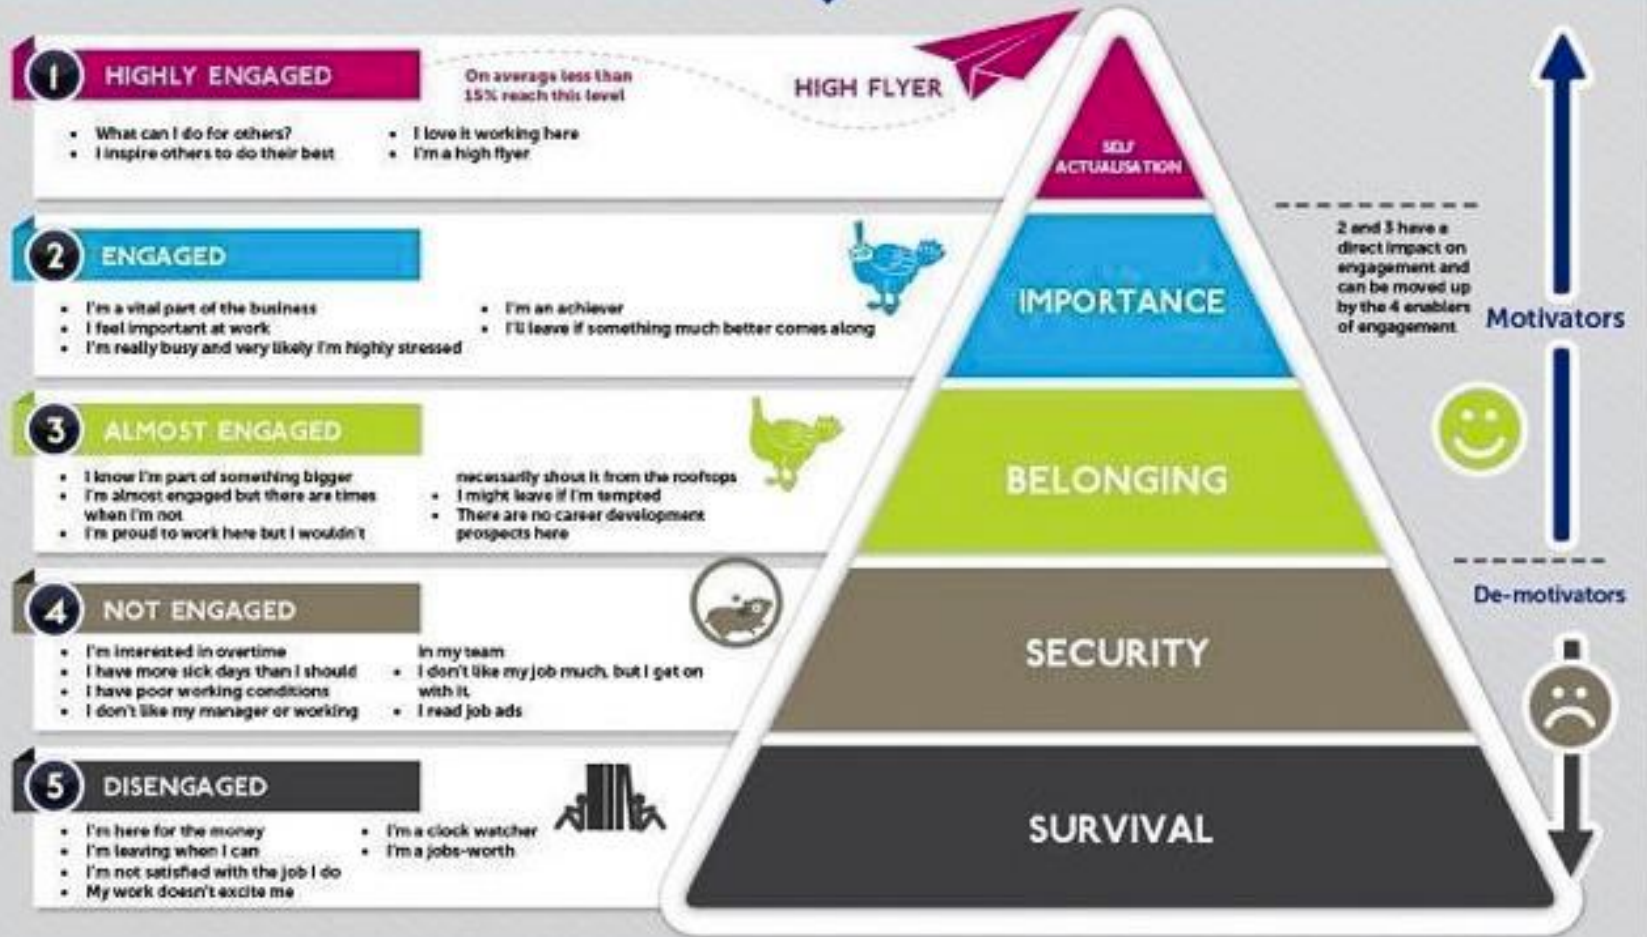 1 HIGHLY ENGAGED
On average less than
15% reach this level
HIGH FLYER
• What can I do for others?
• I inspire others to do their best
• I love it working here
• I'm a high flyer
SELF
ACTUALISATION
2 ENGAGED
• I'm a vital part of the business
• I feel important at work
• I'm really busy and very likely I'm highly stressed
• I'm an achiever
• I'll leave if something much better comes along
IMPORTANCE
2 and 3 have a
direct impact on
engagement and
can be moved up
by the 4 enablers
of engagement
Motivators
3 ALMOST ENGAGED
• I know I'm part of something bigger
• I'm almost engaged but there are times
when I'm not
• I'm proud to work here but I wouldn't
necessarily shout it from the rooftops
• I might leave if I'm tempted
• There are no career development
prospects here
BELONGING
4 NOT ENGAGED
• I'm interested in overtime
• I have more sick days than I should
• I have poor working conditions
• I don't like my manager or working
in my team
• I don't like my job much, but I get on
with it.
• I read job ads
SECURITY
De-motivators
5 DISENGAGED
• I'm here for the money
• I'm leaving when I can
• I'm not satisfied with the job I do
• My work doesn't excite me
• I'm a clock watcher
• I'm a jobs-worth
SURVIVAL